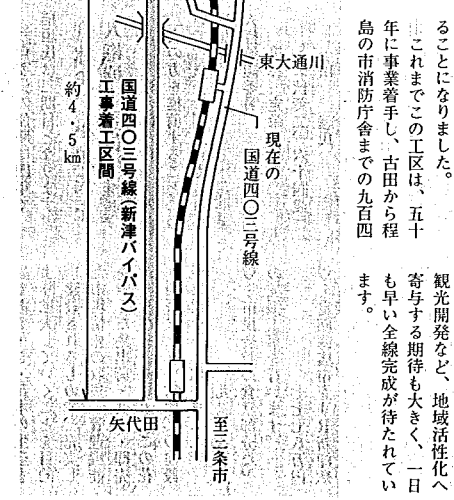 ることになりました。
これまでこの工区は、五十
年に事業着手し、古田から程
島の市消防庁舎までの九百四
観光開発など、地域活性化へ
寄与する期待も大きく、一日
も早い全線完成が待たれてい
ます。
東大通川
現在の
国道四〇三号線
国道四〇三号線(新津バイパス)
工事着工区間
約4・5km
矢代田
至三条市